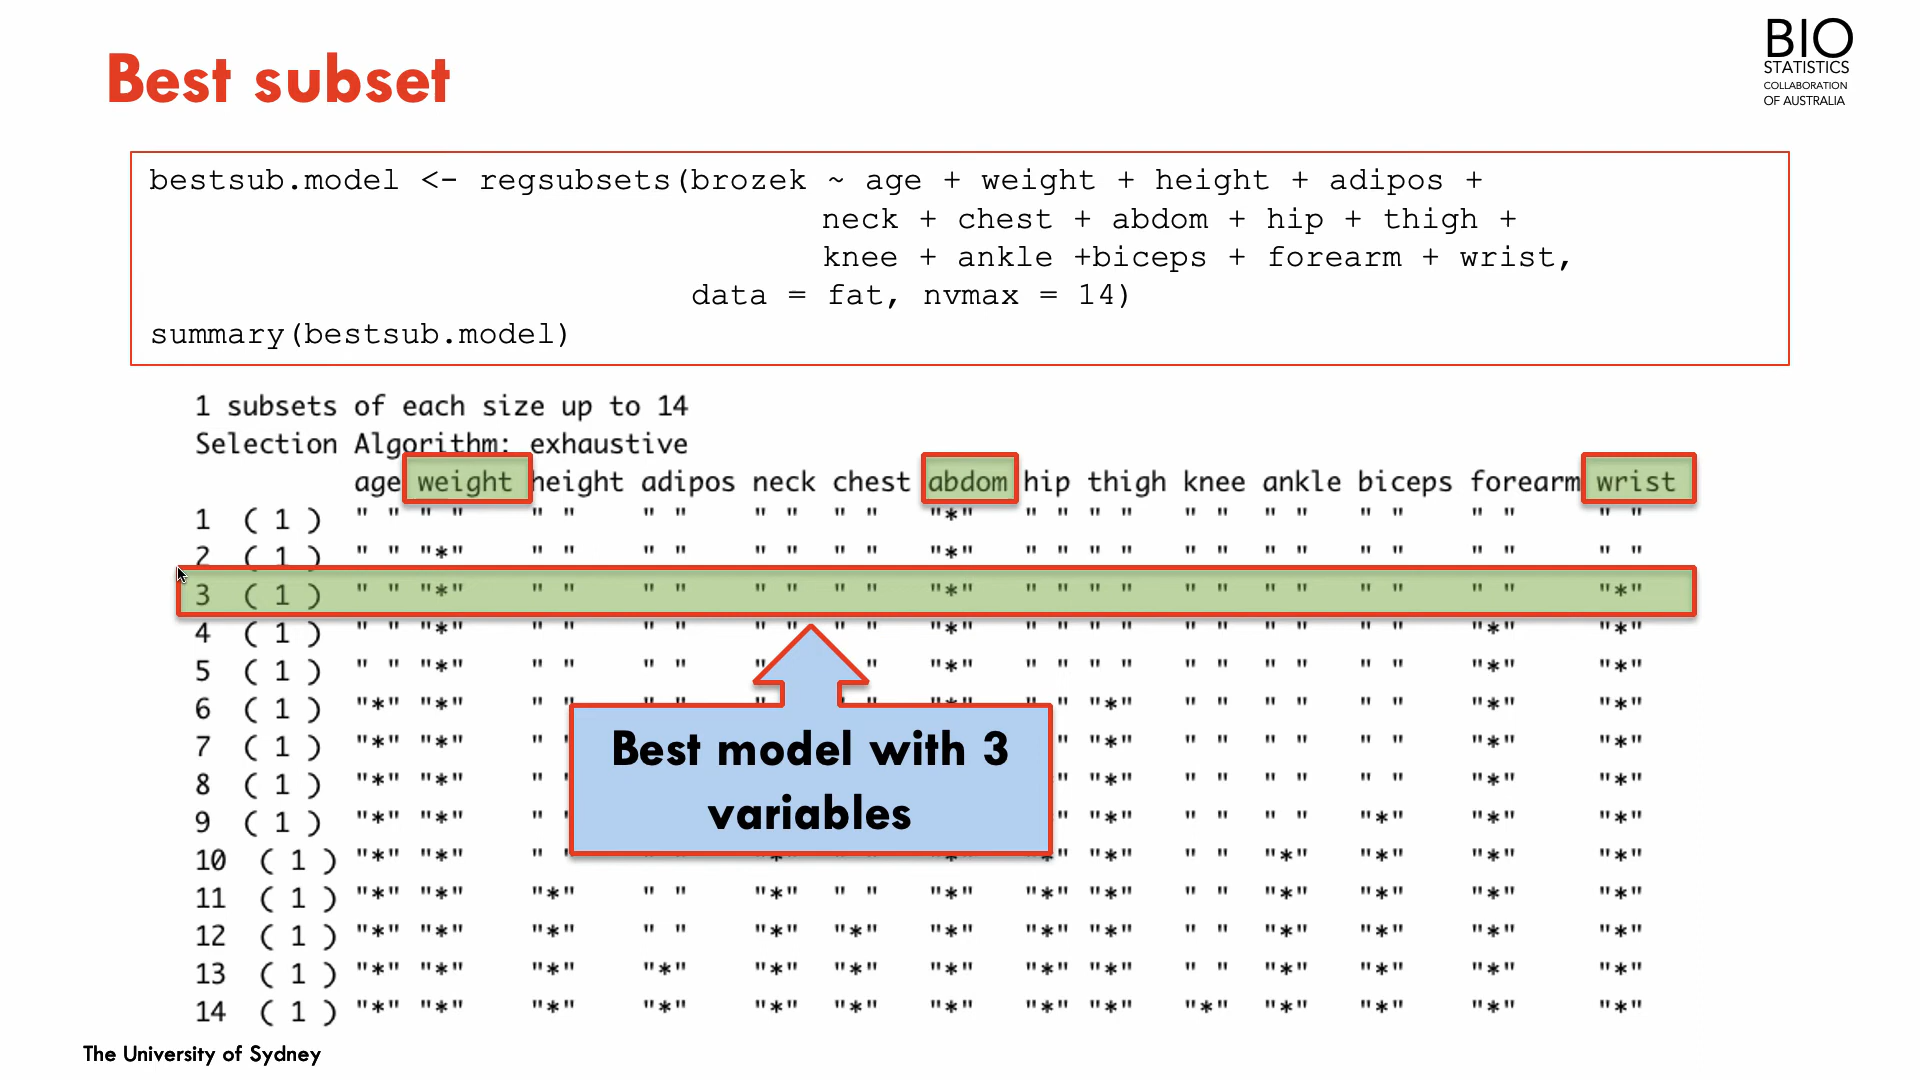 Best subset
BIO
STATISTICS
COLLABORATION
OF AUSTRALIA
bestsub.model <- regsubsets(brozek ~ age + weight + height + adipos +
neck + chest + abdom + hip + thigh +
knee + ankle +biceps + forearm + wrist,
data = fat, nvmax = 14)
summary(bestsub.model)
1 subsets of each size up to 14
Selection Algorithm: exhaustive
age weight height adipos neck chest abdom hip thigh knee ankle biceps forearm wrist
1 ( 1 ) " " " " " " " " " " " " "*" " " " " " " " " " " " " " "
2 ( 1 ) " " "*" " " " " " " " " "*" " " " " " " " " " " " " " "
3 ( 1 ) " " "*" " " " " " " " " "*" " " " " " " " " " " " " "*"
4 ( 1 ) " " "*" " " " " " " " " "*" " " " " " " " " " " "*" "*"
5 ( 1 ) " " "*" " " " " " " "*" " " " " " " " " " " "*" "*"
6 ( 1 ) "*" "*" " " " " "*" " " "*" " " " " " " "*" "*"
7 ( 1 ) "*" "*" " "*" " " " " " " "*" "*"
8 ( 1 ) "*" "*" " "*" " " " " " " "*" "*"
9 ( 1 ) "*" "*" " "*" " " " " "*" "*" "*"
10 ( 1 ) "*" "*" " "*" "*" "*" "*" " " "*" "*" "*" "*"
11 ( 1 ) "*" "*" "*" " " "*" " " "*" "*" "*" " " "*" "*" "*" "*"
12 ( 1 ) "*" "*" "*" " " "*" "*" "*" "*" "*" " " "*" "*" "*" "*"
13 ( 1 ) "*" "*" "*" "*" "*" "*" "*" "*" "*" " " "*" "*" "*" "*"
14 ( 1 ) "*" "*" "*" "*" "*" "*" "*" "*" "*" "*" "*" "*" "*" "*"
Best model with 3
variables
The University of Sydney